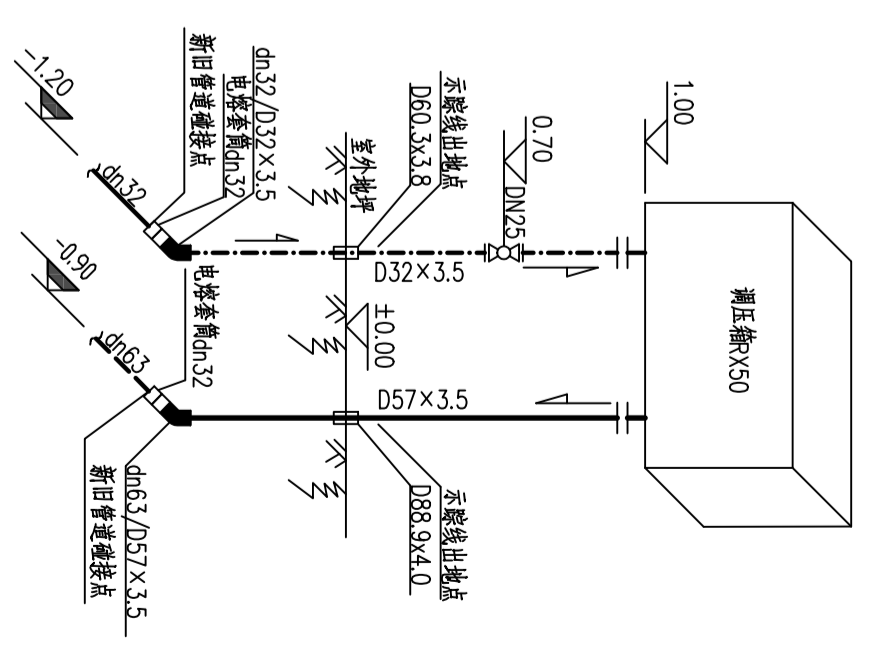 1.00
调压箱RX50
0.70
DN25
示踪线出地点
D60.3x3.8
室外地坪
D32×3.5
±0.00
D57×3.5
示踪线出地点
D88.9x4.0
dn32/D32×3.5
电熔套筒dn32
新旧管道碰接点
-1.20
dn32
电熔套筒dn32
-0.90
dn63
dn63/D57×3.5
新旧管道碰接点